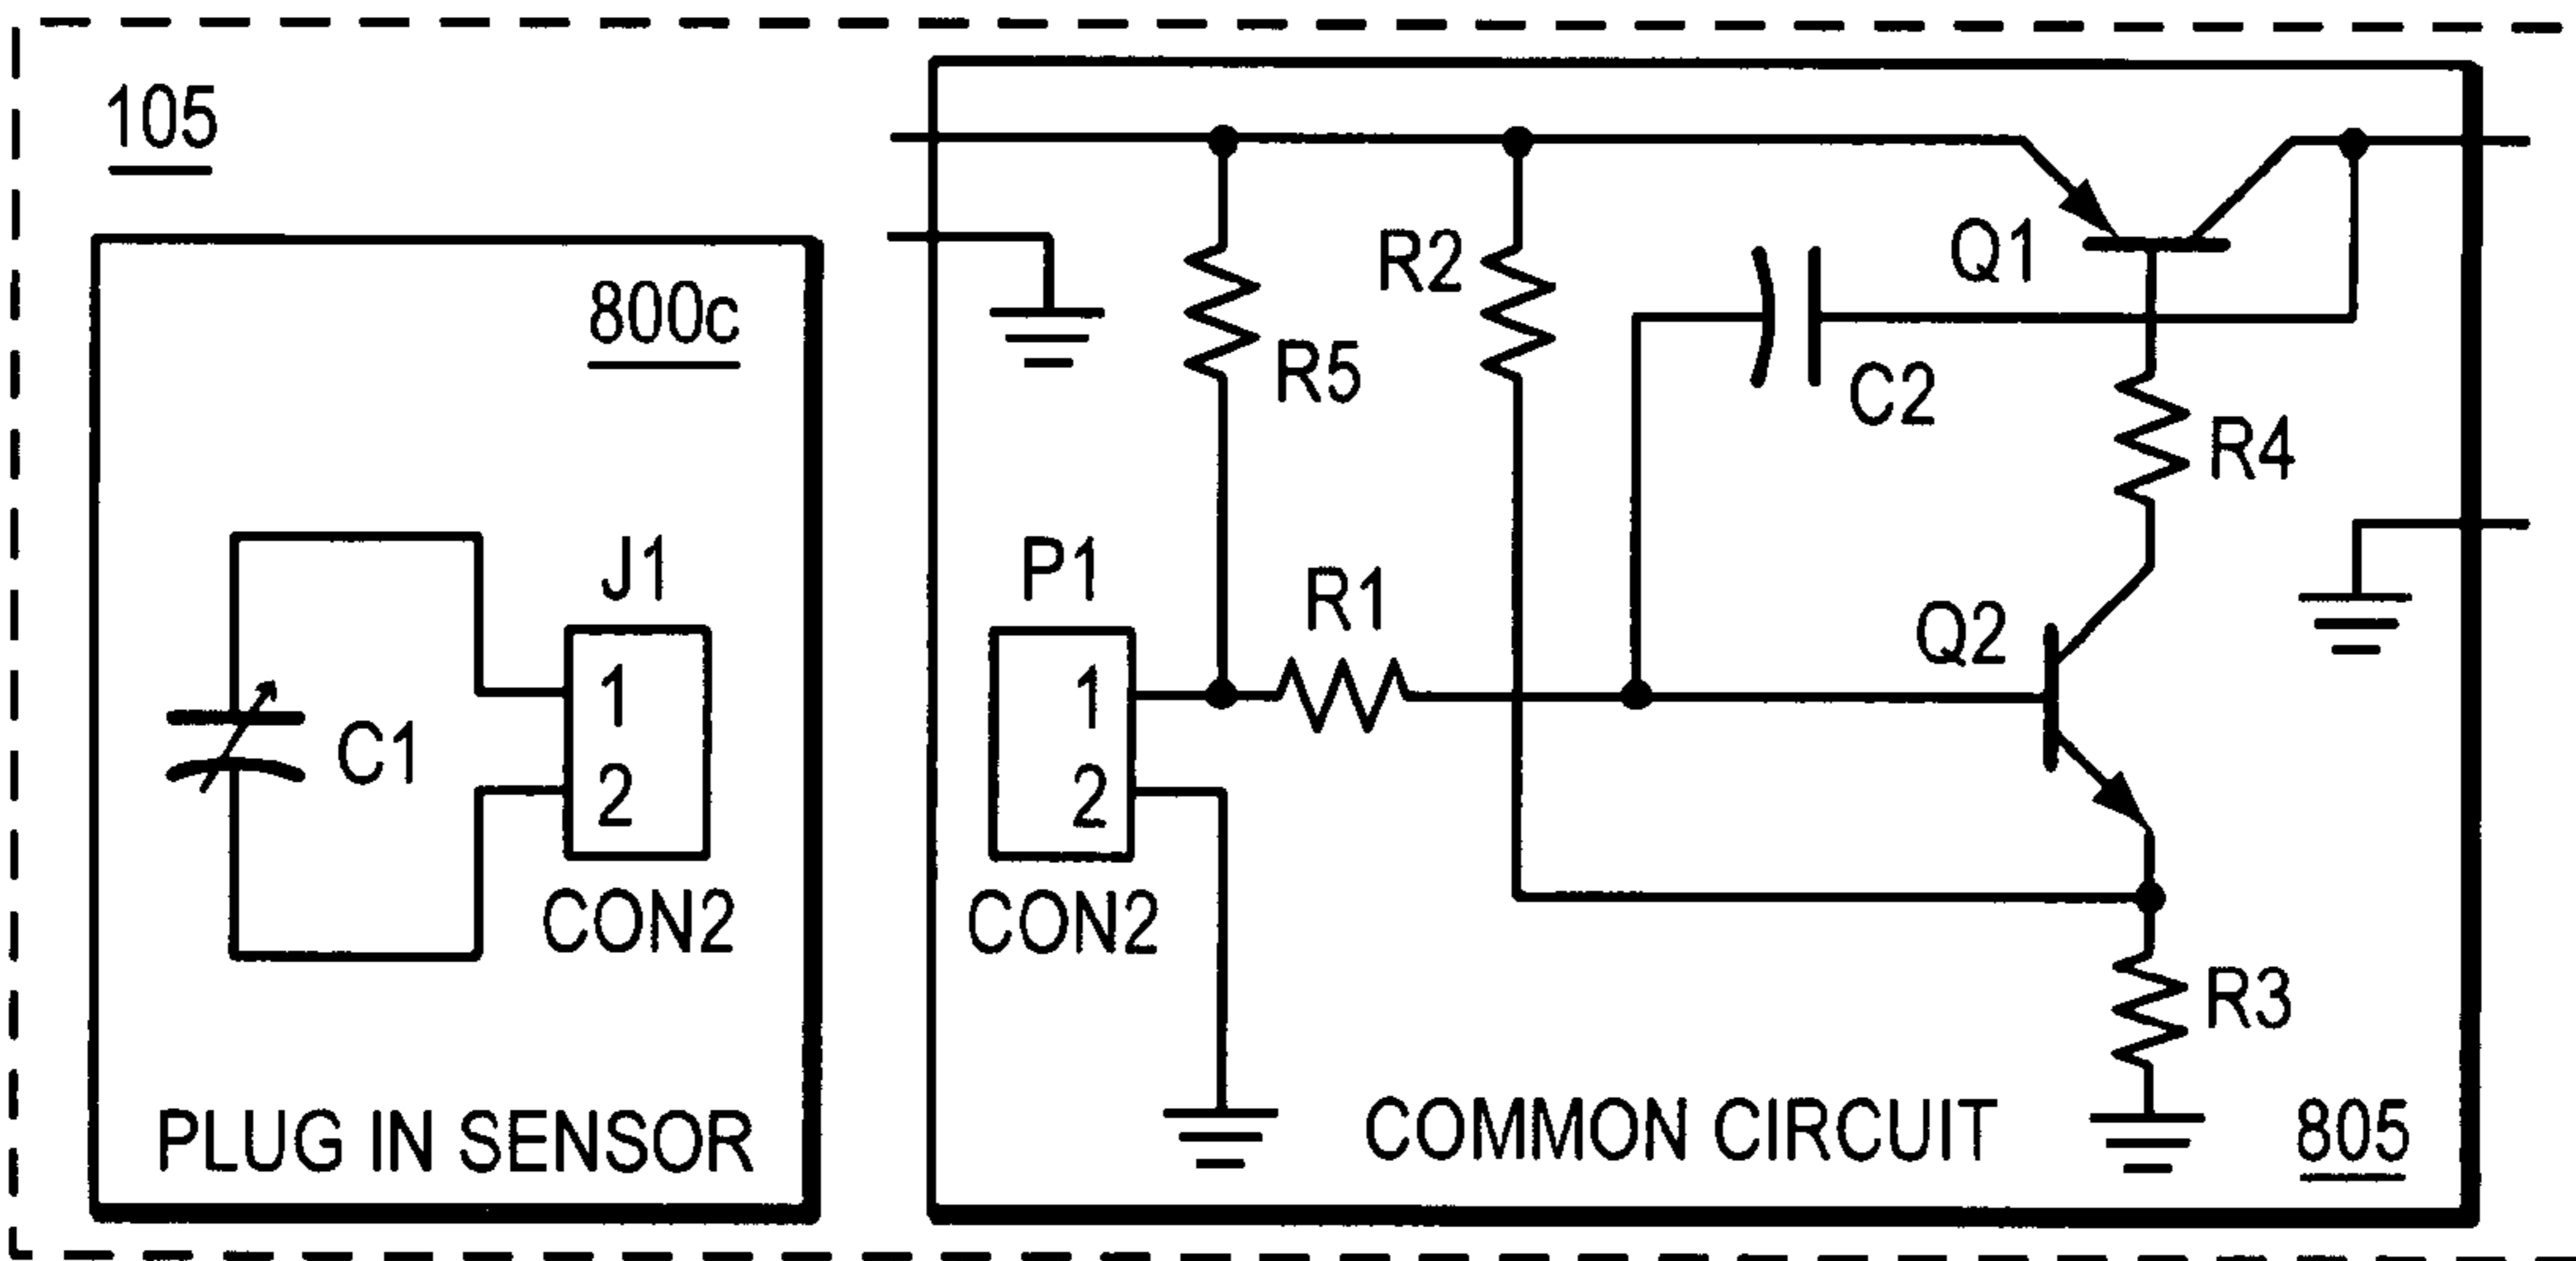 105
800c
C1
J1
1
2
CON2
PLUG IN SENSOR
R5
R2
Q1
C2
R4
P1
1
2
CON2
R1
Q2
R3
COMMON CIRCUIT
805